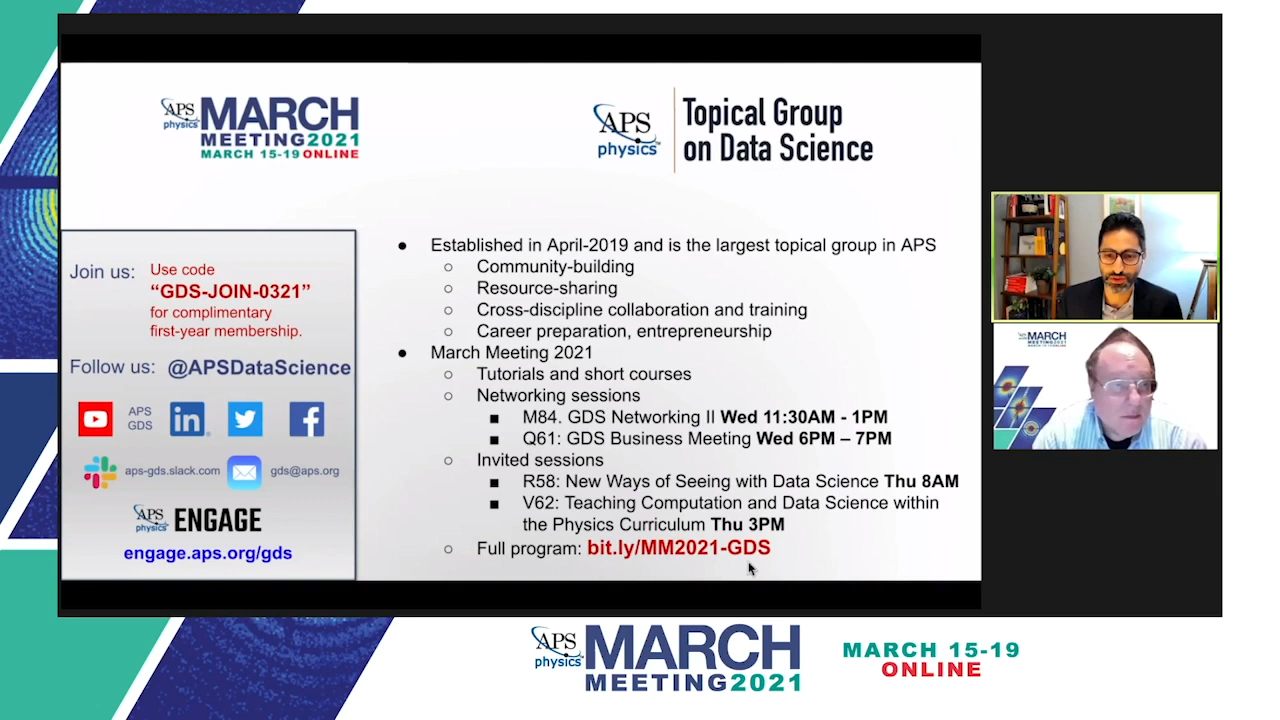 APS physics MARCH MEETING2021
MARCH 15-19 ONLINE
APS physics
Topical Group
on Data Science
Join us: Use code
“GDS-JOIN-0321”
for complimentary
first-year membership.
Follow us: @APSDataScience
APS
GDS
aps-gds.slack.com
gds@aps.org
APS physics ENGAGE
engage.aps.org/gds
● Established in April-2019 and is the largest topical group in APS
○ Community-building
○ Resource-sharing
○ Cross-discipline collaboration and training
○ Career preparation, entrepreneurship
● March Meeting 2021
○ Tutorials and short courses
○ Networking sessions
■ M84. GDS Networking II Wed 11:30AM - 1PM
■ Q61: GDS Business Meeting Wed 6PM – 7PM
○ Invited sessions
■ R58: New Ways of Seeing with Data Science Thu 8AM
■ V62: Teaching Computation and Data Science within
the Physics Curriculum Thu 3PM
○ Full program: bit.ly/MM2021-GDS
MARCH
MEETING2021
APS physics MARCH
MEETING2021
MARCH 15-19
ONLINE